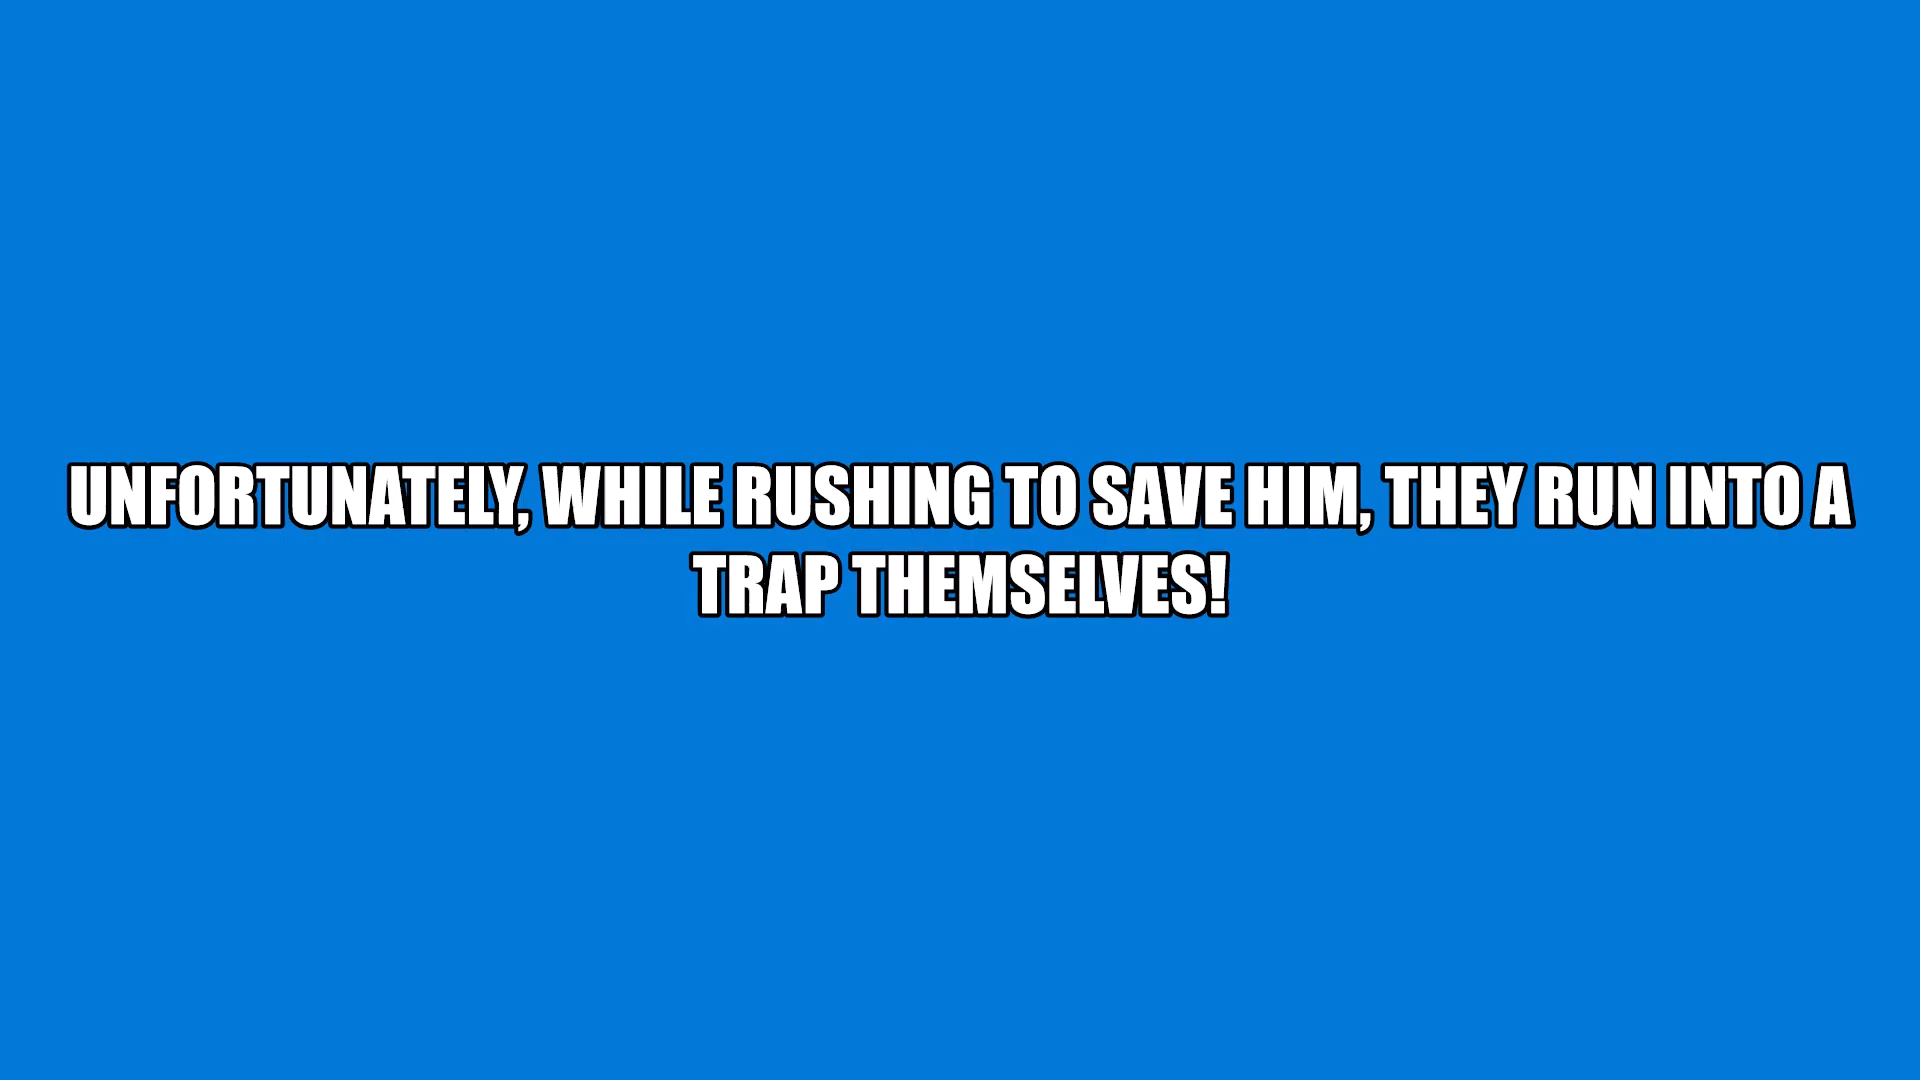 UNFORTUNATELY, WHILE RUSHING TO SAVE HIM, THEY RUN INTO A
TRAP THEMSELVES!